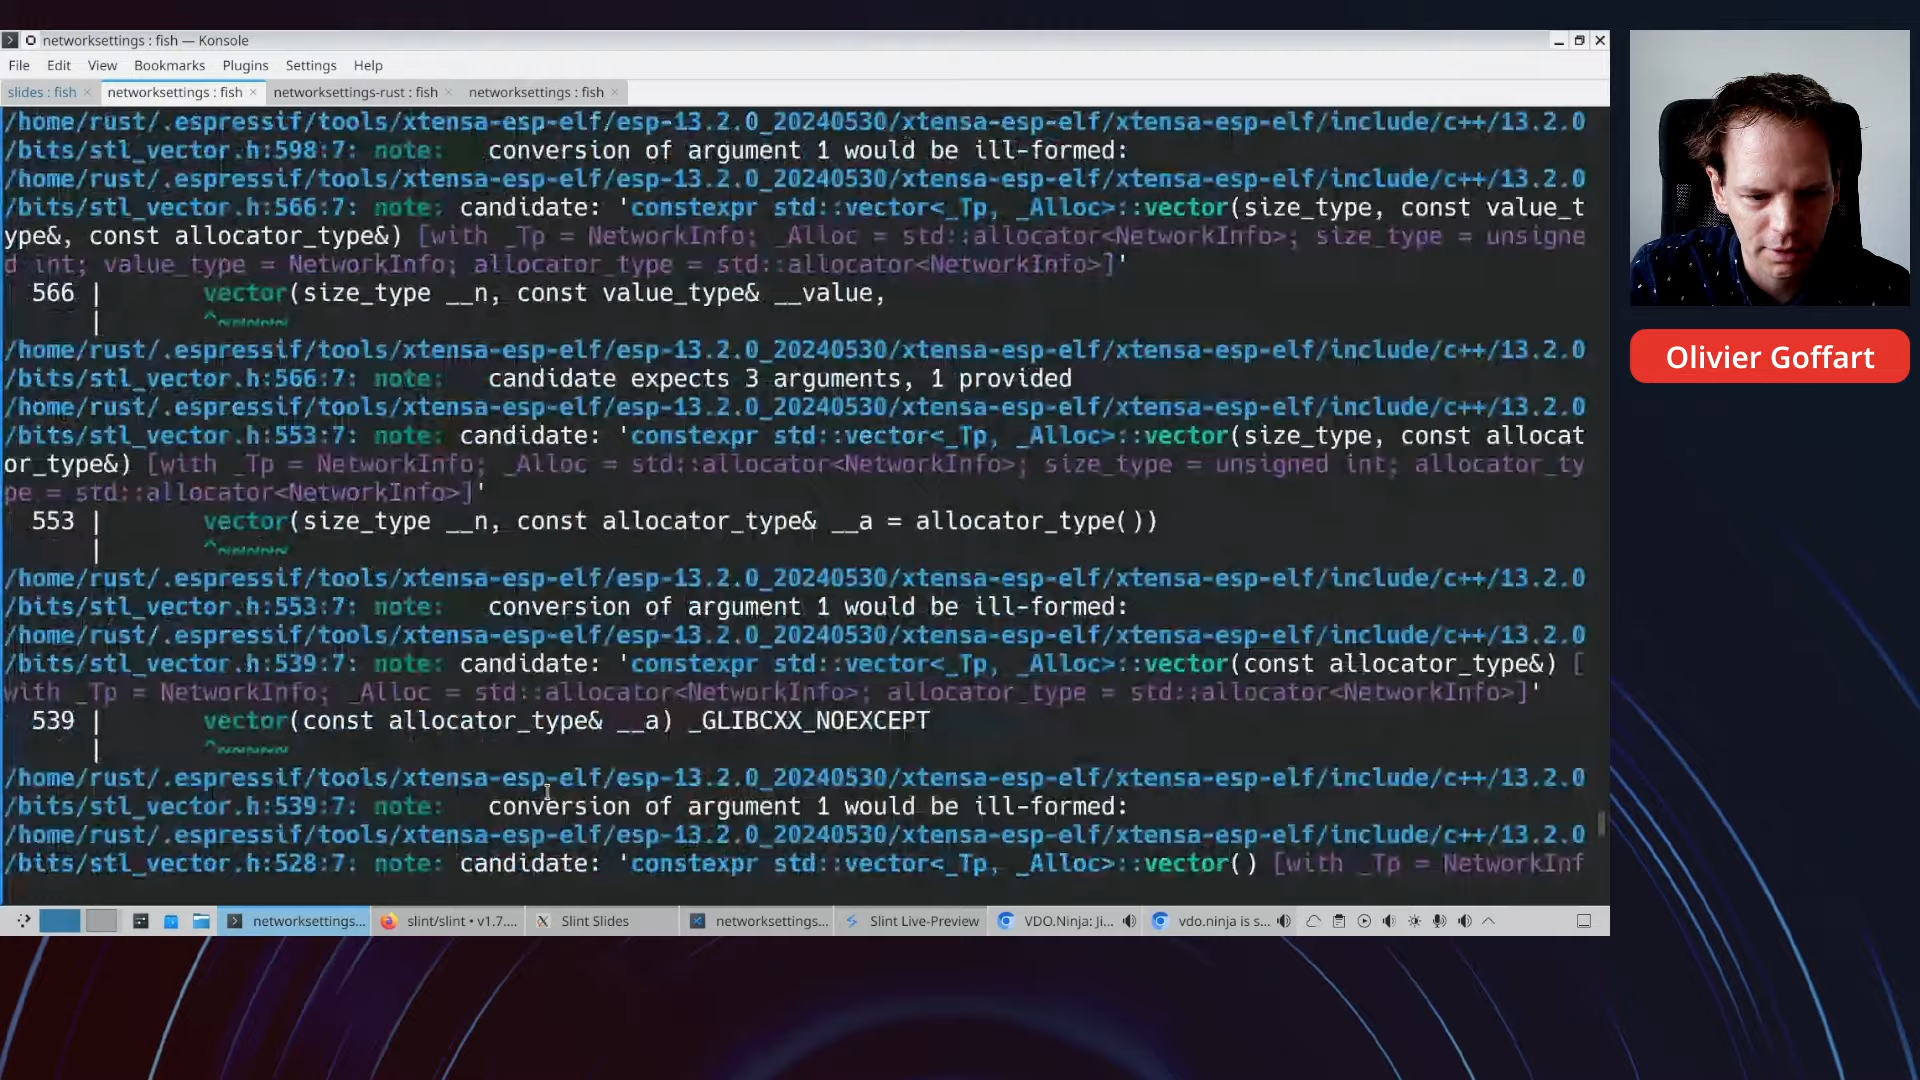 networksettings : fish — Konsole
File Edit View Bookmarks Plugins Settings Help
slides : fish networksettings : fish networksettings-rust : fish networksettings : fish
/home/rust/.espressif/tools/xtensa-esp-elf/esp-13.2.0_20240530/xtensa-esp-elf/xtensa-esp-elf/include/c++/13.2.0
/bits/stl_vector.h:598:7: note:   conversion of argument 1 would be ill-formed:
/home/rust/.espressif/tools/xtensa-esp-elf/esp-13.2.0_20240530/xtensa-esp-elf/xtensa-esp-elf/include/c++/13.2.0
/bits/stl_vector.h:566:7: note: candidate: 'constexpr std::vector<_Tp, _Alloc>::vector(size_type, const value_t
ype&, const allocator_type&) [with _Tp = NetworkInfo; _Alloc = std::allocator<NetworkInfo>; size_type = unsigne
d int; value_type = NetworkInfo; allocator_type = std::allocator<NetworkInfo>]'
566 |       vector(size_type __n, const value_type& __value,
|       ^~~~~~
/home/rust/.espressif/tools/xtensa-esp-elf/esp-13.2.0_20240530/xtensa-esp-elf/xtensa-esp-elf/include/c++/13.2.0
/bits/stl_vector.h:566:7: note:   candidate expects 3 arguments, 1 provided
/home/rust/.espressif/tools/xtensa-esp-elf/esp-13.2.0_20240530/xtensa-esp-elf/xtensa-esp-elf/include/c++/13.2.0
/bits/stl_vector.h:553:7: note: candidate: 'constexpr std::vector<_Tp, _Alloc>::vector(size_type, const allocat
or_type&) [with _Tp = NetworkInfo; _Alloc = std::allocator<NetworkInfo>; size_type = unsigned int; allocator_ty
pe = std::allocator<NetworkInfo>]'
553 |       vector(size_type __n, const allocator_type& __a = allocator_type())
|       ^~~~~~
/home/rust/.espressif/tools/xtensa-esp-elf/esp-13.2.0_20240530/xtensa-esp-elf/xtensa-esp-elf/include/c++/13.2.0
/bits/stl_vector.h:553:7: note:   conversion of argument 1 would be ill-formed:
/home/rust/.espressif/tools/xtensa-esp-elf/esp-13.2.0_20240530/xtensa-esp-elf/xtensa-esp-elf/include/c++/13.2.0
/bits/stl_vector.h:539:7: note: candidate: 'constexpr std::vector<_Tp, _Alloc>::vector(const allocator_type&) [
with _Tp = NetworkInfo; _Alloc = std::allocator<NetworkInfo>; allocator_type = std::allocator<NetworkInfo>]'
539 |       vector(const allocator_type& __a) _GLIBCXX_NOEXCEPT
|       ^~~~~~
/home/rust/.espressif/tools/xtensa-esp-elf/esp-13.2.0_20240530/xtensa-esp-elf/xtensa-esp-elf/include/c++/13.2.0
/bits/stl_vector.h:539:7: note:   conversion of argument 1 would be ill-formed:
/home/rust/.espressif/tools/xtensa-esp-elf/esp-13.2.0_20240530/xtensa-esp-elf/xtensa-esp-elf/include/c++/13.2.0
/bits/stl_vector.h:528:7: note: candidate: 'constexpr std::vector<_Tp, _Alloc>::vector() [with _Tp = NetworkInf
networksettings... slint/slint • v1.7.... Slint Slides networksettings... Slint Live-Preview VDO.Ninja: Ji... vdo.ninja is s...
Olivier Goffart